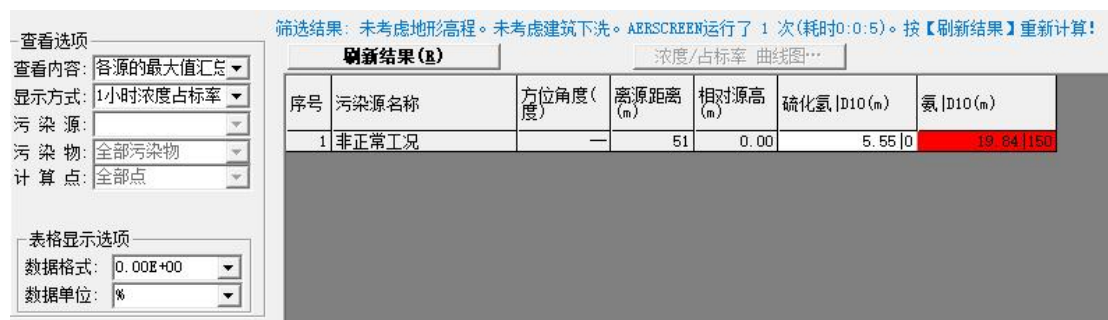 筛选结果: 未考虑地形高程。未考虑建筑下洗。AERSCREEN运行了 1 次(耗时0:0:5)。按【刷新结果】重新计算!
查看选项
查看内容: 各源的最大值汇总
显示方式: 1小时浓度占标率
污 染 源:
污 染 物: 全部污染物
计 算 点: 全部点
表格显示选项
数据格式: 0.00E+00
数据单位: %
刷新结果(R)
浓度/占标率 曲线图…
序号 污染源名称 方位角度(度) 离源距离(m) 相对源高(m) 硫化氢|D10(m) 氨|D10(m)
1 非正常工况 — 51 0.00 5.55|0 19.84|150